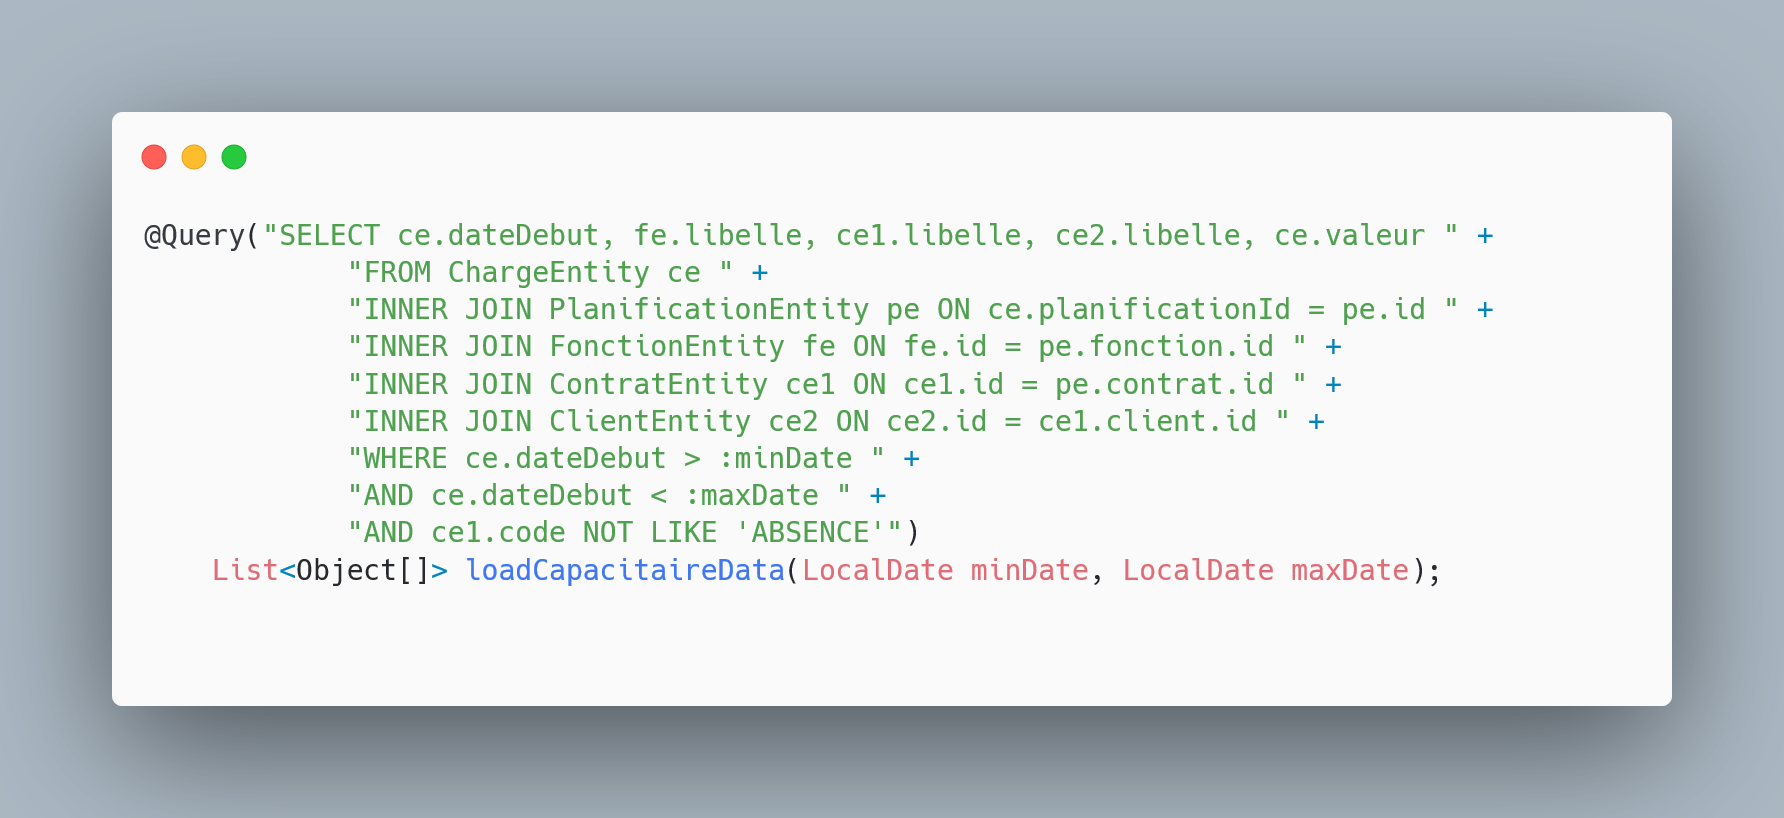 @Query("SELECT ce.dateDebut, fe.libelle, ce1.libelle, ce2.libelle, ce.valeur " +
            "FROM ChargeEntity ce " +
            "INNER JOIN PlanificationEntity pe ON ce.planificationId = pe.id " +
            "INNER JOIN FonctionEntity fe ON fe.id = pe.fonction.id " +
            "INNER JOIN ContratEntity ce1 ON ce1.id = pe.contrat.id " +
            "INNER JOIN ClientEntity ce2 ON ce2.id = ce1.client.id " +
            "WHERE ce.dateDebut > :minDate " +
            "AND ce.dateDebut < :maxDate " +
            "AND ce1.code NOT LIKE 'ABSENCE'")
    List<Object[]> loadCapacitaireData(LocalDate minDate, LocalDate maxDate);